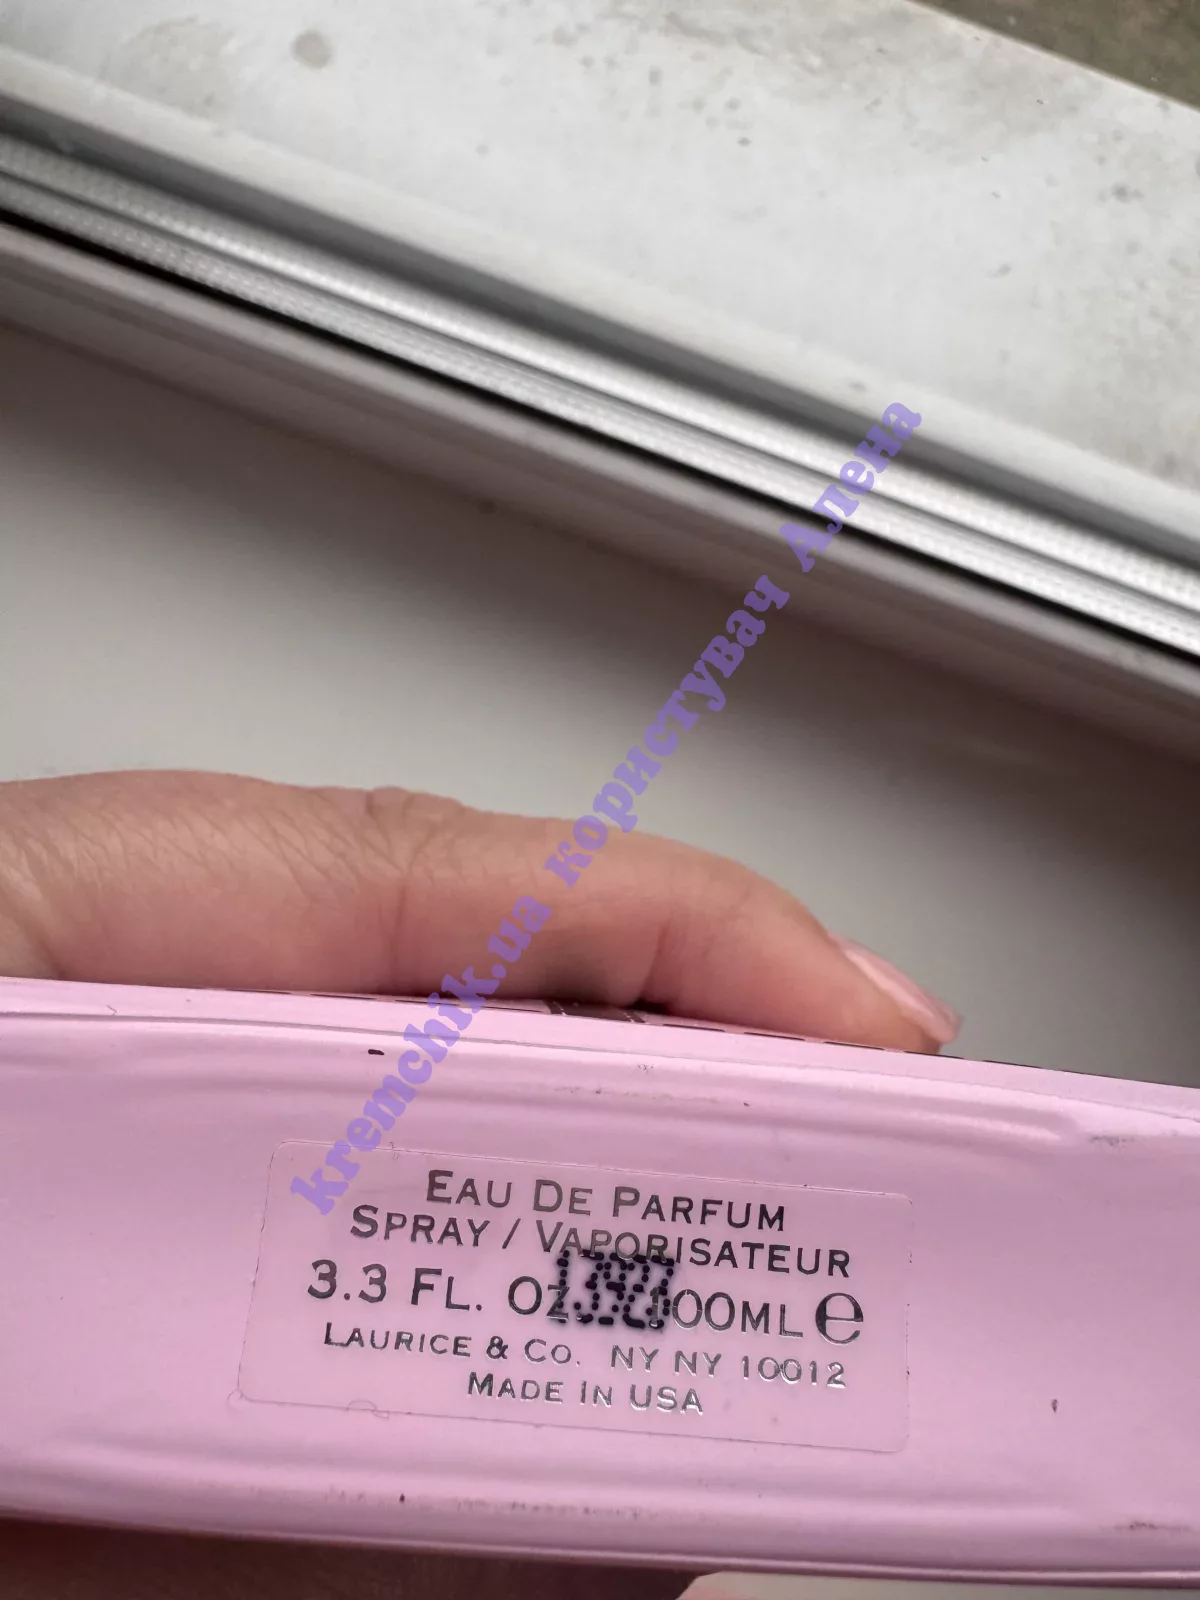 kremchik.ua користувач Алена
EAU DE PARFUM
SPRAY / VAPORISATEUR
3.3 FL. OZ. 100ML ℮
LAURICE & CO. NY NY 10012
MADE IN USA